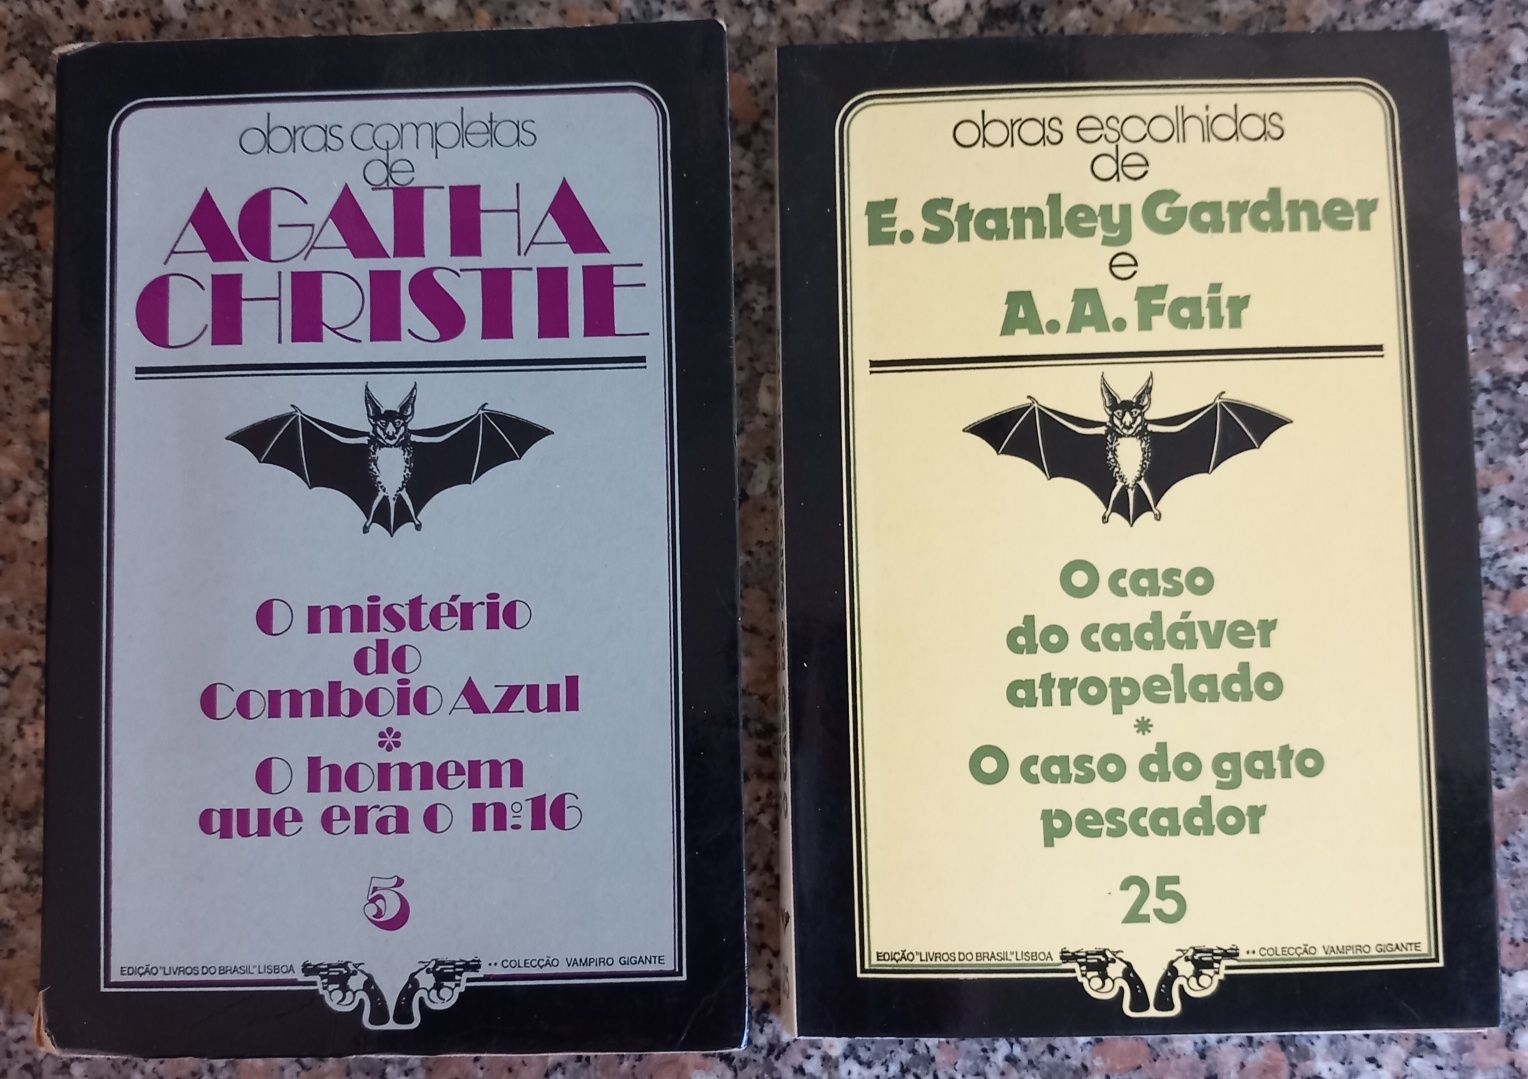 obras completas
de
AGATHA
CHRISTIE
O mistério
do
Comboio Azul
*
O homem
que era o nº16
5
EDIÇÃO "LIVROS DO BRASIL" LISBOA
** COLECÇÃO VAMPIRO GIGANTE
obras escolhidas
de
E. Stanley Gardner
e
A. A. Fair
O caso
do cadáver
atropelado
*
O caso do gato
pescador
25
EDIÇÃO "LIVROS DO BRASIL" LISBOA
** COLECÇÃO VAMPIRO GIGANTE